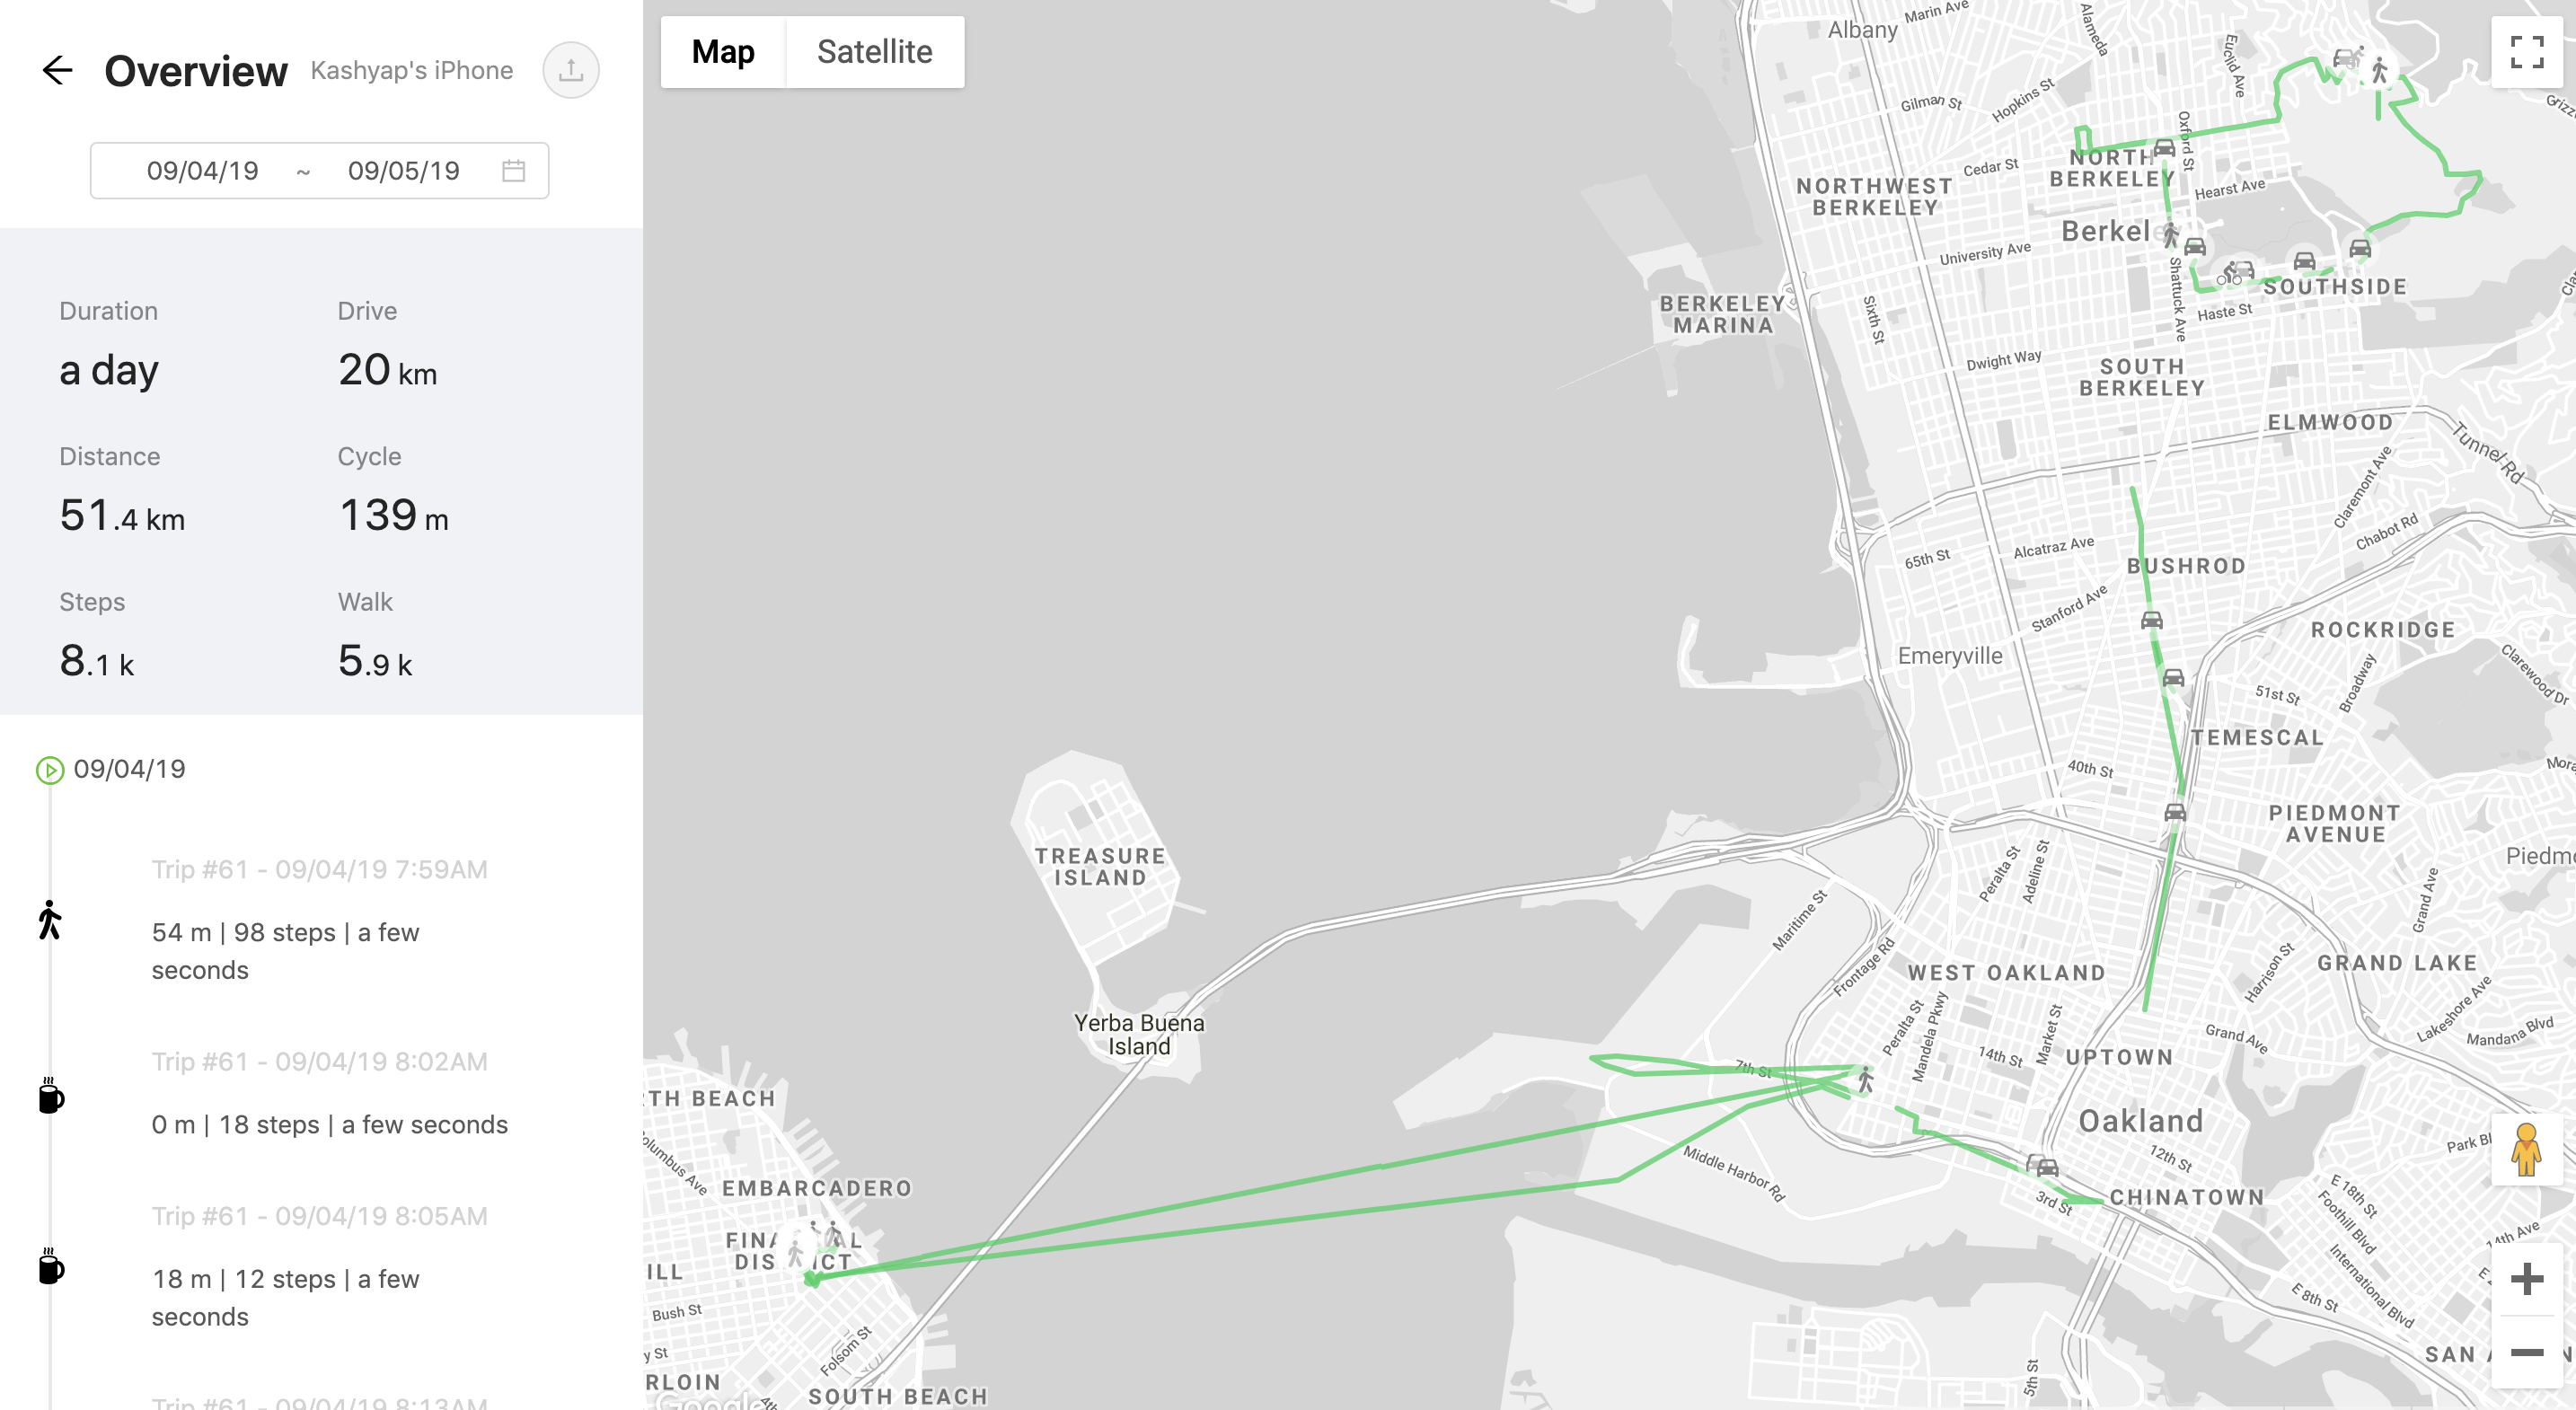 Overview
Kashyap's iPhone
09/04/19 ~ 09/05/19
Duration
a day
Drive
20 km
Distance
51.4 km
Cycle
139 m
Steps
8.1 k
Walk
5.9 k
09/04/19
Trip #61 - 09/04/19 7:59AM
54 m | 98 steps | a few
seconds
Trip #61 - 09/04/19 8:02AM
0 m | 18 steps | a few seconds
Trip #61 - 09/04/19 8:05AM
18 m | 12 steps | a few
seconds
Trip #61 - 09/04/19 8:13AM
Map
Satellite
Albany
Marin Ave
Alameda
Euclid Ave
Gilman St
Hopkins St
Oxford St
Cedar St
NORTH
BERKELEY
NORTHWEST
BERKELEY
Hearst Ave
Berkel
University Ave
Shattuck Ave
SOUTHSIDE
BERKELEY
MARINA
Sixth St
Haste St
Dwight Way
SOUTH
BERKELEY
ELMWOOD
Tunnel Rd
Claremont Ave
Chabot Rd
65th St
Alcatraz Ave
BUSHROD
Stanford Ave
ROCKRIDGE
Emeryville
Clarewood Dr
51st St
Broadway
TEMESCAL
40th St
PIEDMONT
AVENUE
Piedm
TREASURE
ISLAND
Peralta St
Adeline St
Grand Ave
Maritime St
Frontage Rd
WEST OAKLAND
Harrison St
GRAND LAKE
Lakeshore Ave
Yerba Buena
Island
Peralta St
Mandela Pkwy
Market St
14th St
UPTOWN
Grand Ave
Mandana Blvd
7th St
TH BEACH
olumbus Ave
Oakland
12th St
Park Bl
EMBARCADERO
Middle Harbor Rd
3rd St
CHINATOWN
E 18th St
Foothill Blvd
14th Ave
FINA AL
DIS ICT
ILL
International Blvd
E 8th St
Bush St
Folsom St
y St
RLOIN
4th
SOUTH BEACH
5th St
SAN
Google